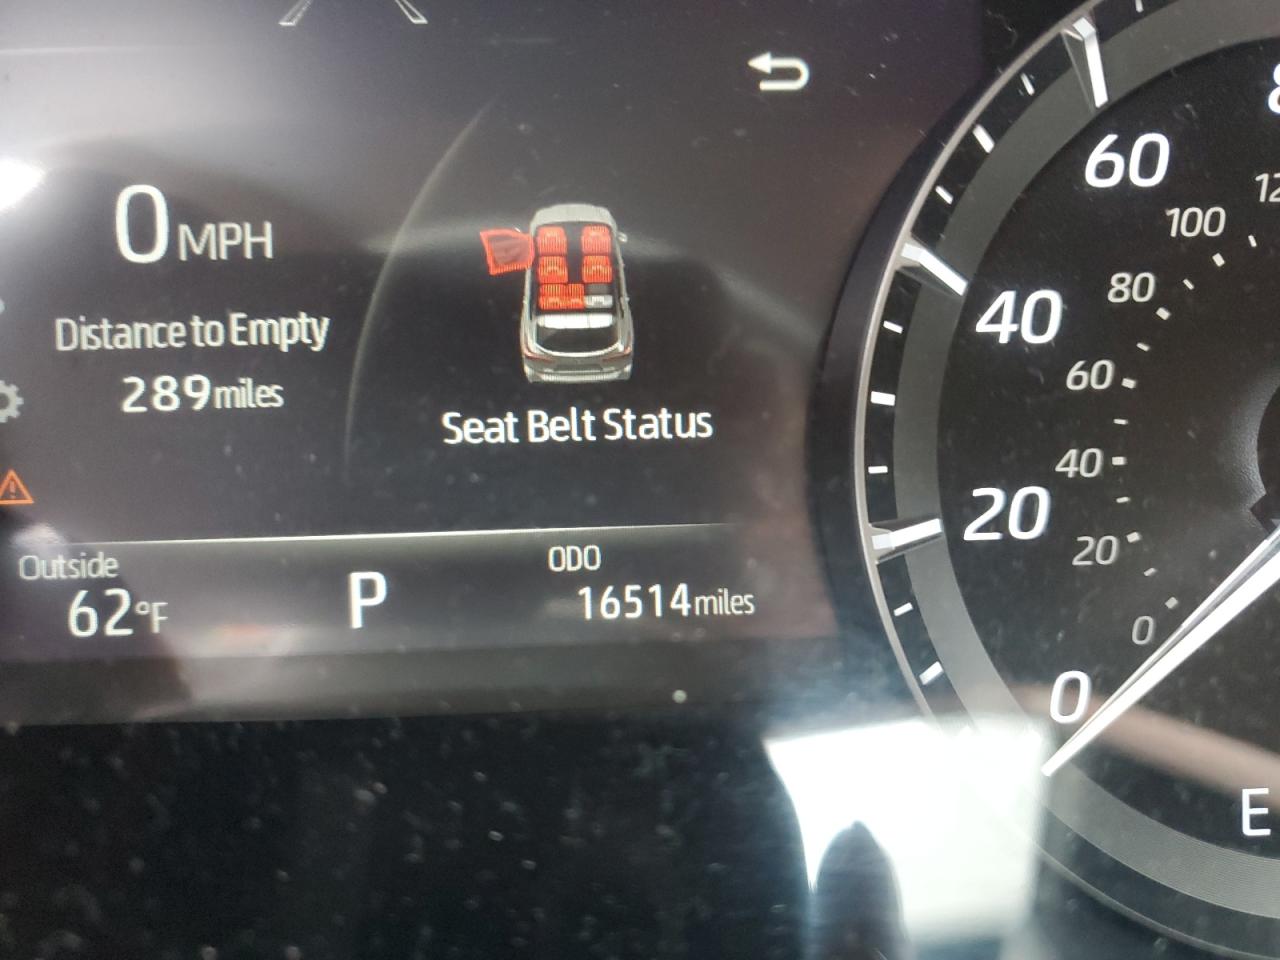 0 MPH
Distance to Empty
289 miles
Seat Belt Status
Outside
62°F
P
ODO
16514 miles
60
100
40
80
60
40
20
20
0
0
E